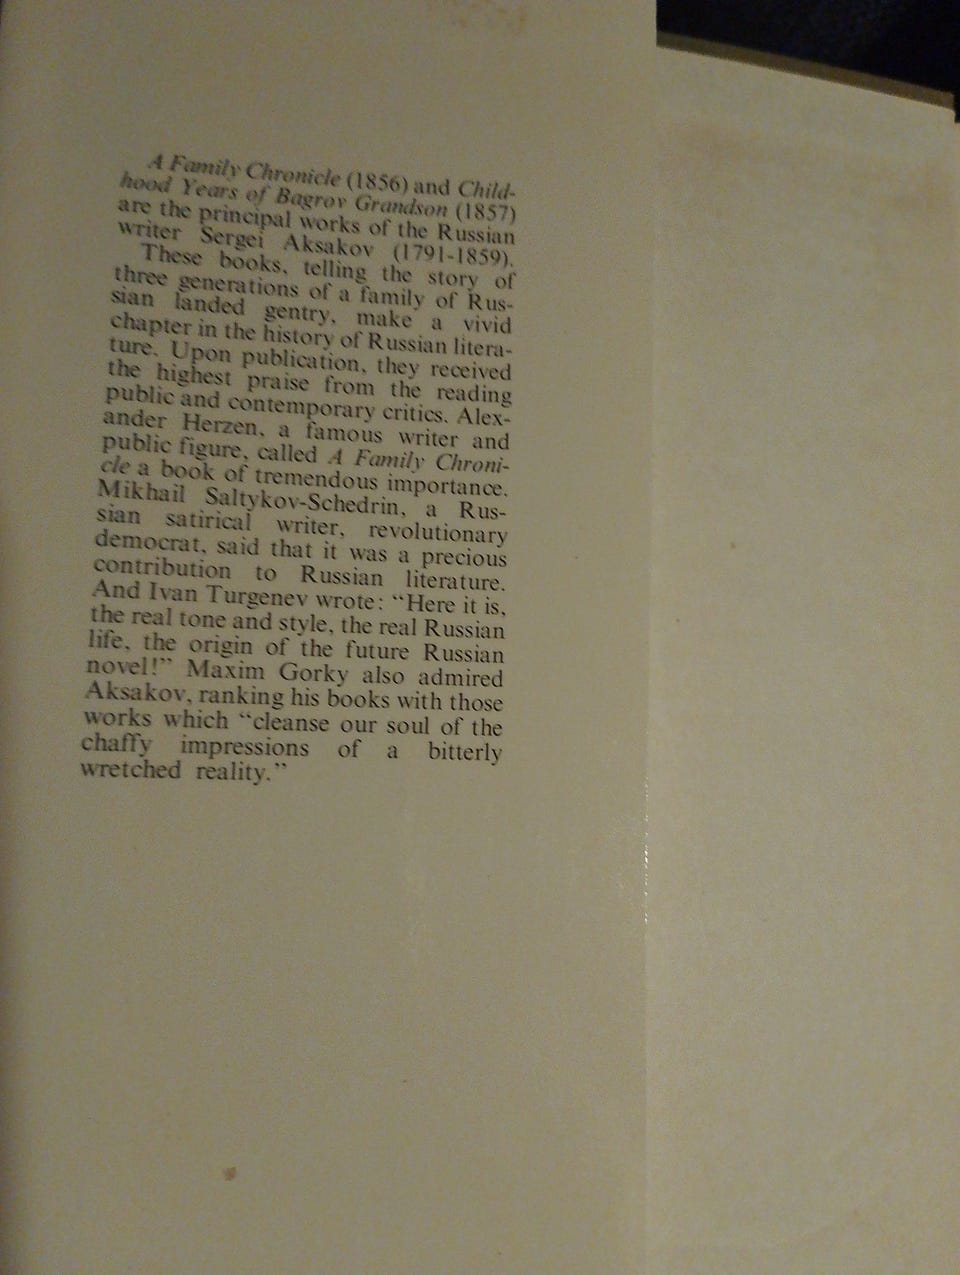 A Family Chronicle (1856) and Child-
hood Years of Bagrov Grandson (1857)
are the principal works of the Russian
writer Sergei Aksakov (1791-1859).
These books, telling the story of
three generations of a family of Rus-
sian landed gentry, make a vivid
chapter in the history of Russian litera-
ture. Upon publication, they received
the highest praise from the reading
public and contemporary critics. Alex-
ander Herzen, a famous writer and
public figure, called A Family Chroni-
cle a book of tremendous importance.
Mikhail Saltykov-Schedrin, a Rus-
sian satirical writer, revolutionary
democrat, said that it was a precious
contribution to Russian literature.
And Ivan Turgenev wrote: “Here it is,
the real tone and style, the real Russian
life, the origin of the future Russian
novel!” Maxim Gorky also admired
Aksakov, ranking his books with those
works which “cleanse our soul of the
chaffy impressions of a bitterly
wretched reality.”